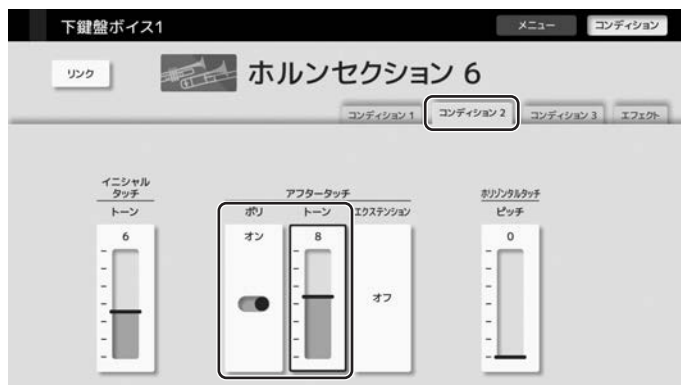 下鍵盤ボイス1
メニュー
コンディション
リンク
ホルンセクション 6
コンディション 1
コンディション 2
コンディション 3
エフェクト
イニシャル
タッチ
アフタータッチ
ホリゾンタルタッチ
トーン
ポリ
トーン
エクステンション
ピッチ
6
オン
8
オフ
0